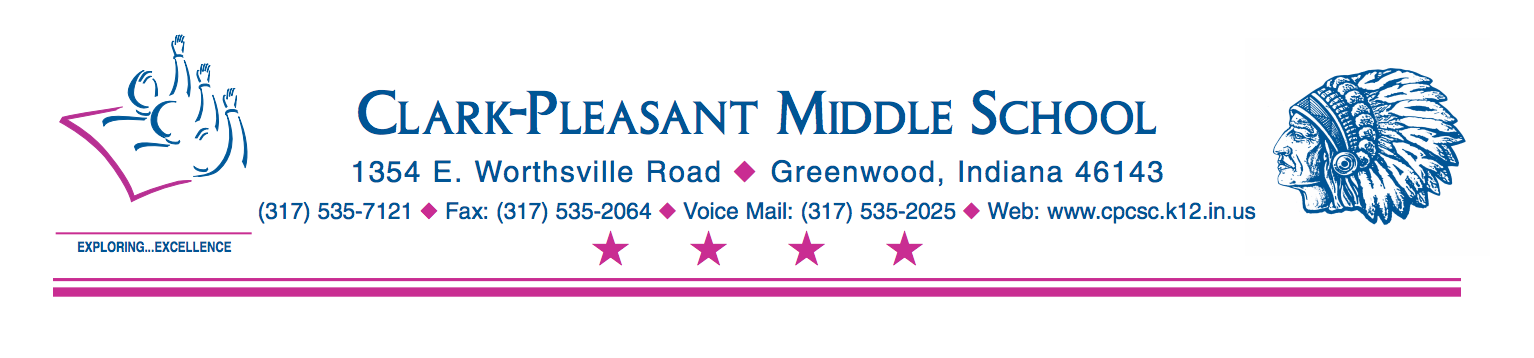 CLARK-PLEASANT MIDDLE SCHOOL
1354 E. Worthsville Road ◆ Greenwood, Indiana 46143
(317) 535-7121 ◆ Fax: (317) 535-2064 ◆ Voice Mail: (317) 535-2025 ◆ Web: www.cpcsc.k12.in.us
EXPLORING...EXCELLENCE